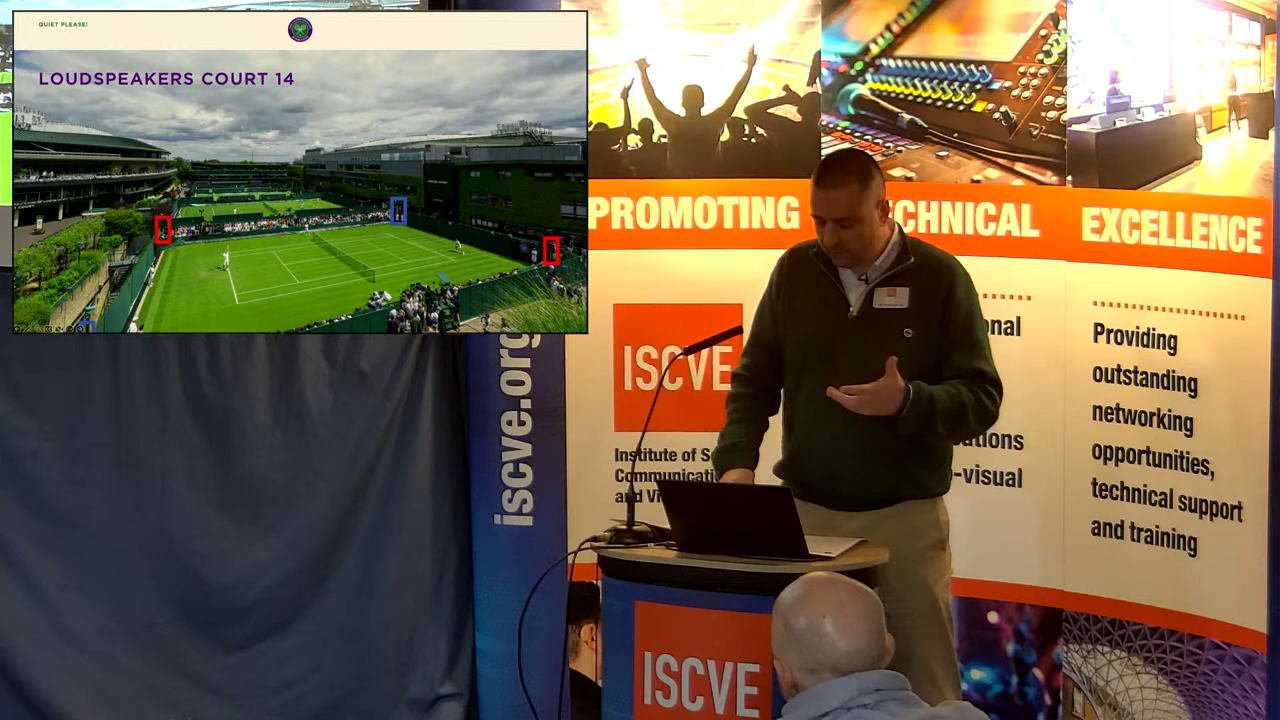 QUIET PLEASE!
LOUDSPEAKERS COURT 14
PROMOTING
CHNICAL
EXCELLENCE
ISCVE
onal
Institute of S
Communicati
and Vi
ations
-visual
Providing
outstanding
networking
opportunities,
technical support
and training
iscve.org
ISCVE